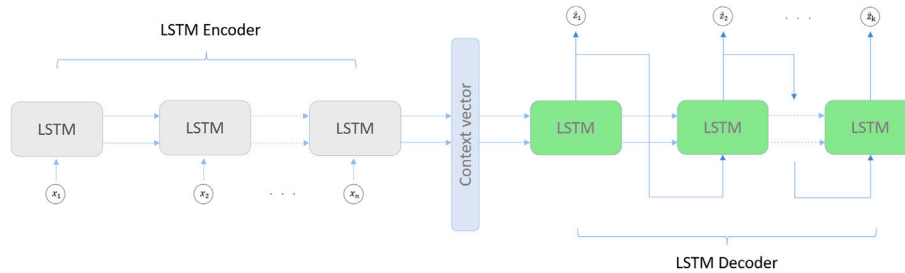 LSTM Encoder
LSTM
LSTM
LSTM
x₁
x₂
. . .
xₙ
Context vector
ẑ₁
ẑ₂
. . .
ẑₖ
LSTM
LSTM
LSTM
LSTM Decoder